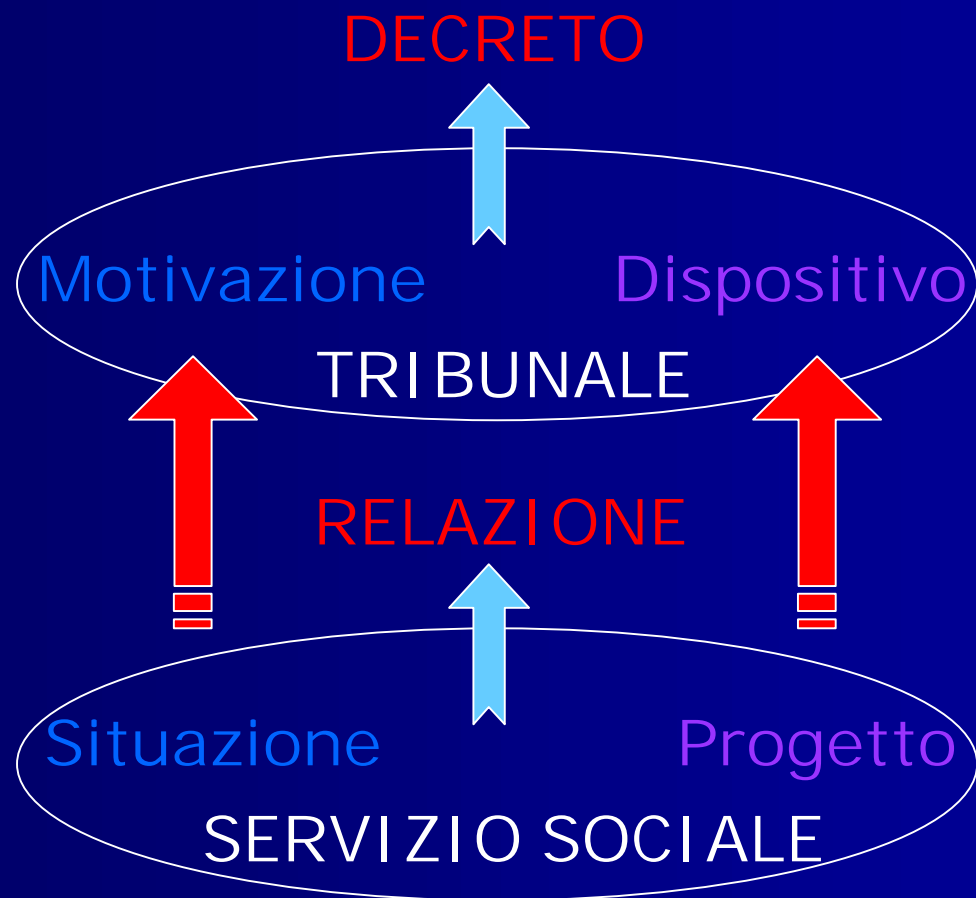 DECRETO
Motivazione Dispositivo
TRIBUNALE
RELAZIONE
Situazione Progetto
SERVIZIO SOCIALE